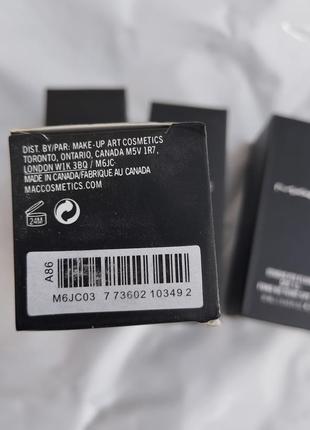 DIST. BY/PAR: MAKE-UP ART COSMETICS
TORONTO, ONTARIO, CANADA M5V 1R7,
LONDON W1K 3BQ / M6JC
MADE IN CANADA/FABRIQUE AU CANADA
MACCOSMETICS.COM
24M
A86
M6JC03 7 73602 10349 2